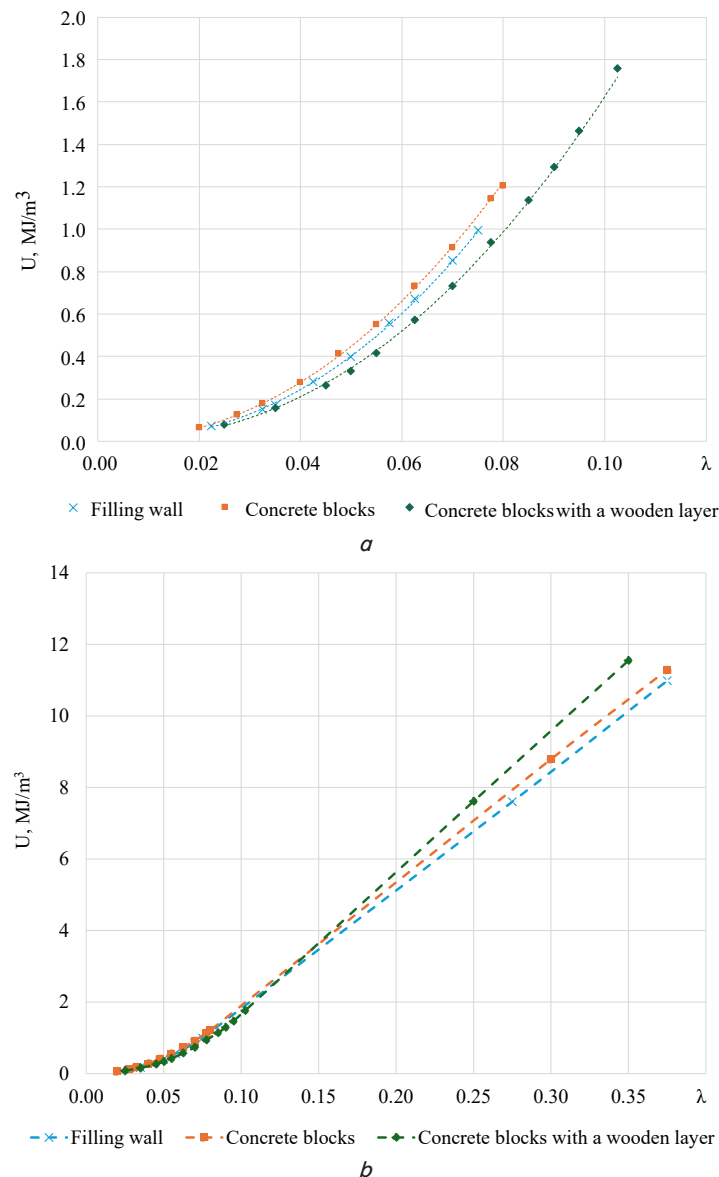 2.0
1.8
1.6
1.4
1.2
1.0
0.8
0.6
0.4
0.2
0.0
U, MJ/m³
0.00 0.02 0.04 0.06 0.08 0.10 λ
Filling wall Concrete blocks Concrete blocks with a wooden layer
a
14
12
10
8
6
4
2
0
U, MJ/m³
0.00 0.05 0.10 0.15 0.20 0.25 0.30 0.35 λ
Filling wall Concrete blocks Concrete blocks with a wooden layer
b